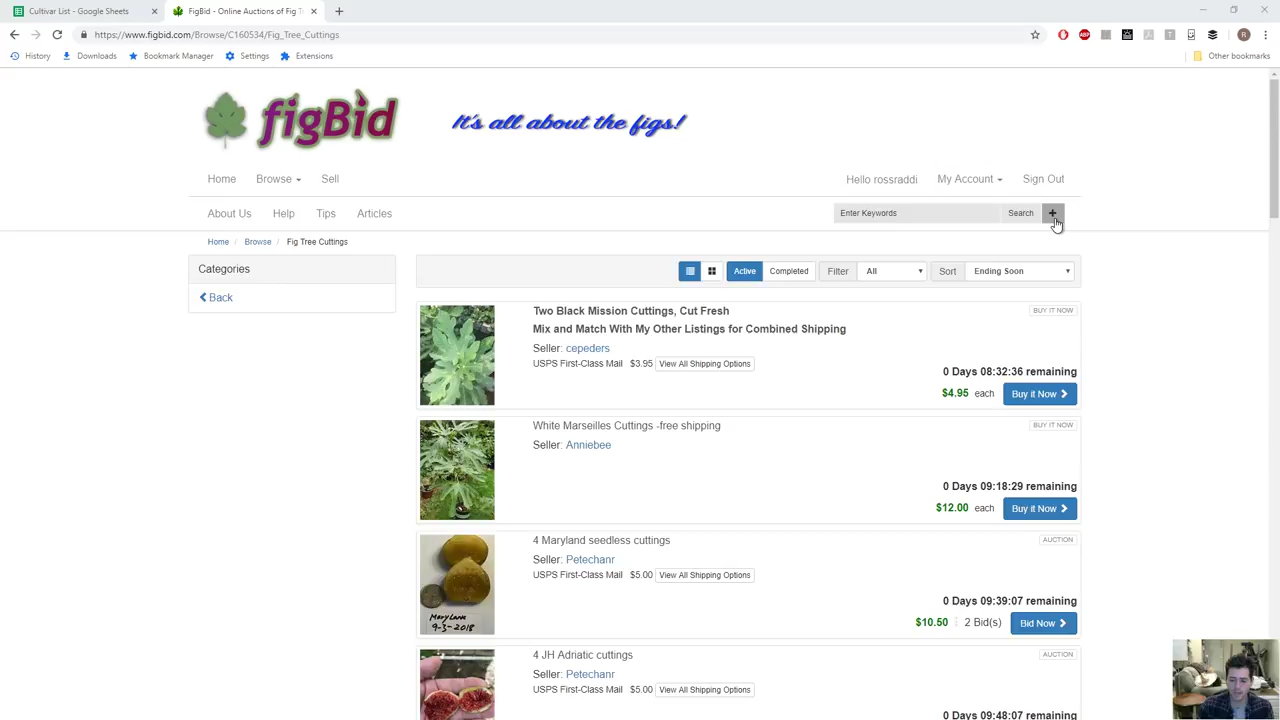 Cultivar List - Google Sheets
FigBid - Online Auctions of Fig T
https://www.figbid.com/Browse/C160534/Fig_Tree_Cuttings
ABP
R
History
Downloads
Bookmark Manager
Settings
Extensions
Other bookmarks
figBid
It's all about the figs!
Home Browse Sell
Hello rossraddi My Account Sign Out
About Us Help Tips Articles
Enter Keywords Search
Home / Browse / Fig Tree Cuttings
Categories
Back
Active Completed Filter All Sort Ending Soon
Two Black Mission Cuttings, Cut Fresh
BUY IT NOW
Mix and Match With My Other Listings for Combined Shipping
Seller: cepeders
USPS First-Class Mail $3.95 View All Shipping Options
0 Days 08:32:36 remaining
$4.95 each Buy it Now
White Marseilles Cuttings -free shipping
BUY IT NOW
Seller: Anniebee
0 Days 09:18:29 remaining
$12.00 each Buy it Now
4 Maryland seedless cuttings
AUCTION
Seller: Petechanr
USPS First-Class Mail $5.00 View All Shipping Options
0 Days 09:39:07 remaining
$10.50 2 Bid(s) Bid Now
9-3-2018
4 JH Adriatic cuttings
AUCTION
Seller: Petechanr
USPS First-Class Mail $5.00 View All Shipping Options
0 Days 09:48:07 remaining